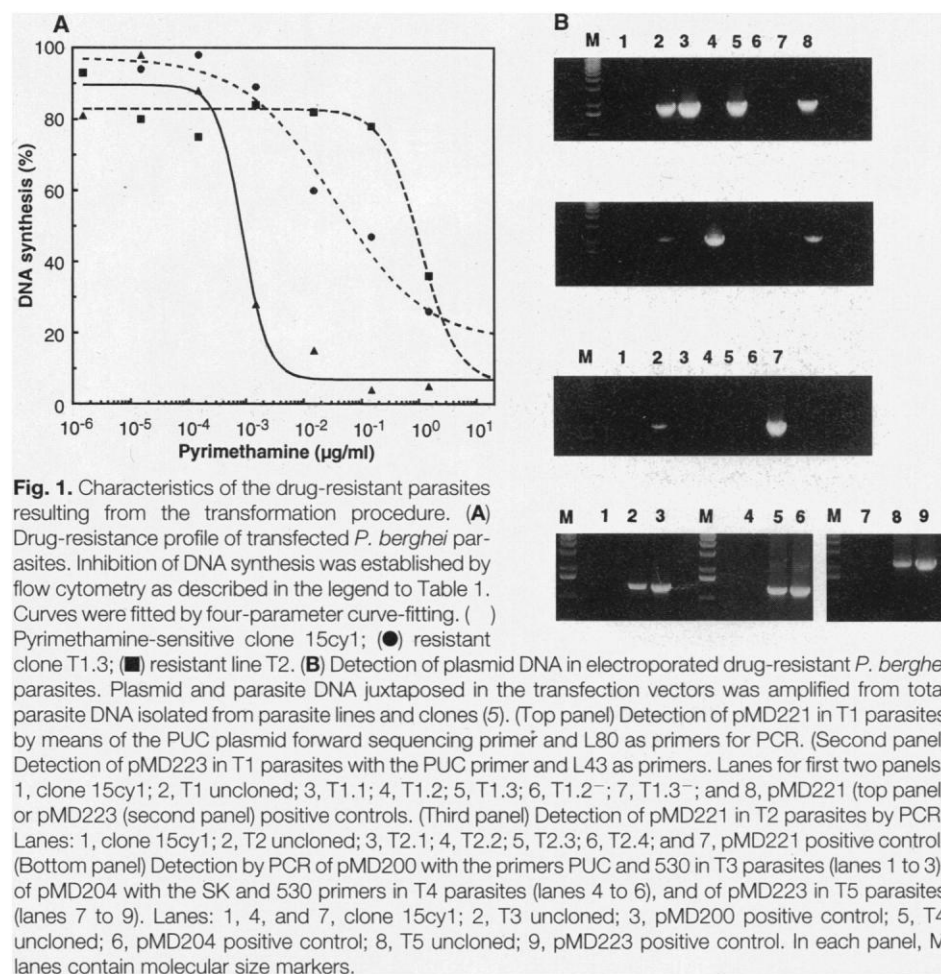 A
B
100
80
60
40
20
0
DNA synthesis (%)
10-6 10-5 10-4 10-3 10-2 10-1 100 101
Pyrimethamine (µg/ml)
M 1 2 3 4 5 6 7 8
M 1 2 3 4 5 6 7
M 1 2 3 M 4 5 6 M 7 8 9
Fig. 1. Characteristics of the drug-resistant parasites
resulting from the transformation procedure. (A)
Drug-resistance profile of transfected P. berghei par-
asites. Inhibition of DNA synthesis was established by
flow cytometry as described in the legend to Table 1.
Curves were fitted by four-parameter curve-fitting. ( )
Pyrimethamine-sensitive clone 15cy1; (●) resistant
clone T1.3; (■) resistant line T2. (B) Detection of plasmid DNA in electroporated drug-resistant P. berghe
parasites. Plasmid and parasite DNA juxtaposed in the transfection vectors was amplified from tota
parasite DNA isolated from parasite lines and clones (5). (Top panel) Detection of pMD221 in T1 parasites
by means of the PUC plasmid forward sequencing primer and L80 as primers for PCR. (Second panel
Detection of pMD223 in T1 parasites with the PUC primer and L43 as primers. Lanes for first two panels
1, clone 15cy1; 2, T1 uncloned; 3, T1.1; 4, T1.2; 5, T1.3; 6, T1.2−; 7, T1.3−; and 8, pMD221 (top panel
or pMD223 (second panel) positive controls. (Third panel) Detection of pMD221 in T2 parasites by PCR
Lanes: 1, clone 15cy1; 2, T2 uncloned; 3, T2.1; 4, T2.2; 5, T2.3; 6, T2.4; and 7, pMD221 positive control
(Bottom panel) Detection by PCR of pMD200 with the primers PUC and 530 in T3 parasites (lanes 1 to 3)
of pMD204 with the SK and 530 primers in T4 parasites (lanes 4 to 6), and of pMD223 in T5 parasites
(lanes 7 to 9). Lanes: 1, 4, and 7, clone 15cy1; 2, T3 uncloned; 3, pMD200 positive control; 5, T4
uncloned; 6, pMD204 positive control; 8, T5 uncloned; 9, pMD223 positive control. In each panel, M
lanes contain molecular size markers.